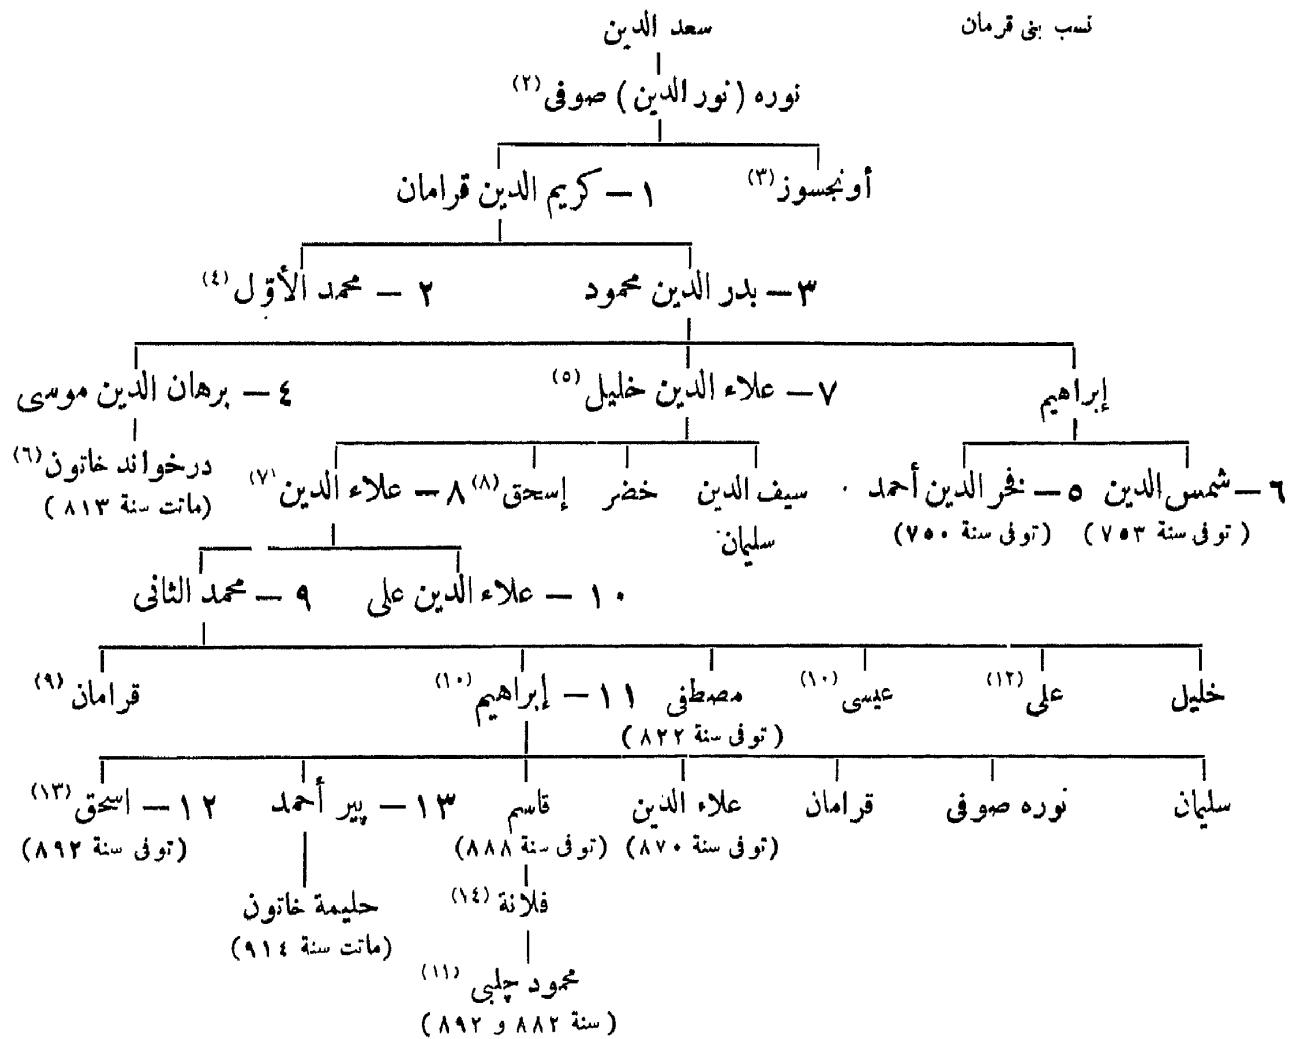 نسب بنى قرمان
سعد الدين
نوره (نور الدين) صوفى (٢)
أونجسوز (٣) ١ – كريم الدين قرامان
٣ – بدر الدين محمود ٢ – محمد الأوّل (٤)
إبراهيم ٧ – علاء الدين خليل (٥) ٤ – برهان الدين موسى
درخواند خاتون (٦)
(ماتت سنة ٨١٣)
٦ – شمس الدين ٥ – فخر الدين أحمد سيف الدين خضر إسحق (٨) ٨ – علاء الدين (٧)
(توفى سنة ٧٥٣) (توفى سنة ٧٥٠) سليمان
١٠ – علاء الدين على ٩ – محمد الثانى
خليل على (١٢) عيسى (١٠) مصطفى ١١ – إبراهيم (١٠) قرامان (٩)
(توفى سنة ٨٢٢)
سليمان نوره صوفى قرامان علاء الدين قاسم ١٣ – پير أحمد ١٢ – اسحق (١٣)
(توفى سنة ٨٧٠) (توفى سنة ٨٨٨) (توفى سنة ٨٩٢)
فلانة (١٤) حليمة خاتون
(ماتت سنة ٩١٤)
محمود چلبى (١١)
(سنة ٨٨٢ و ٨٩٢)